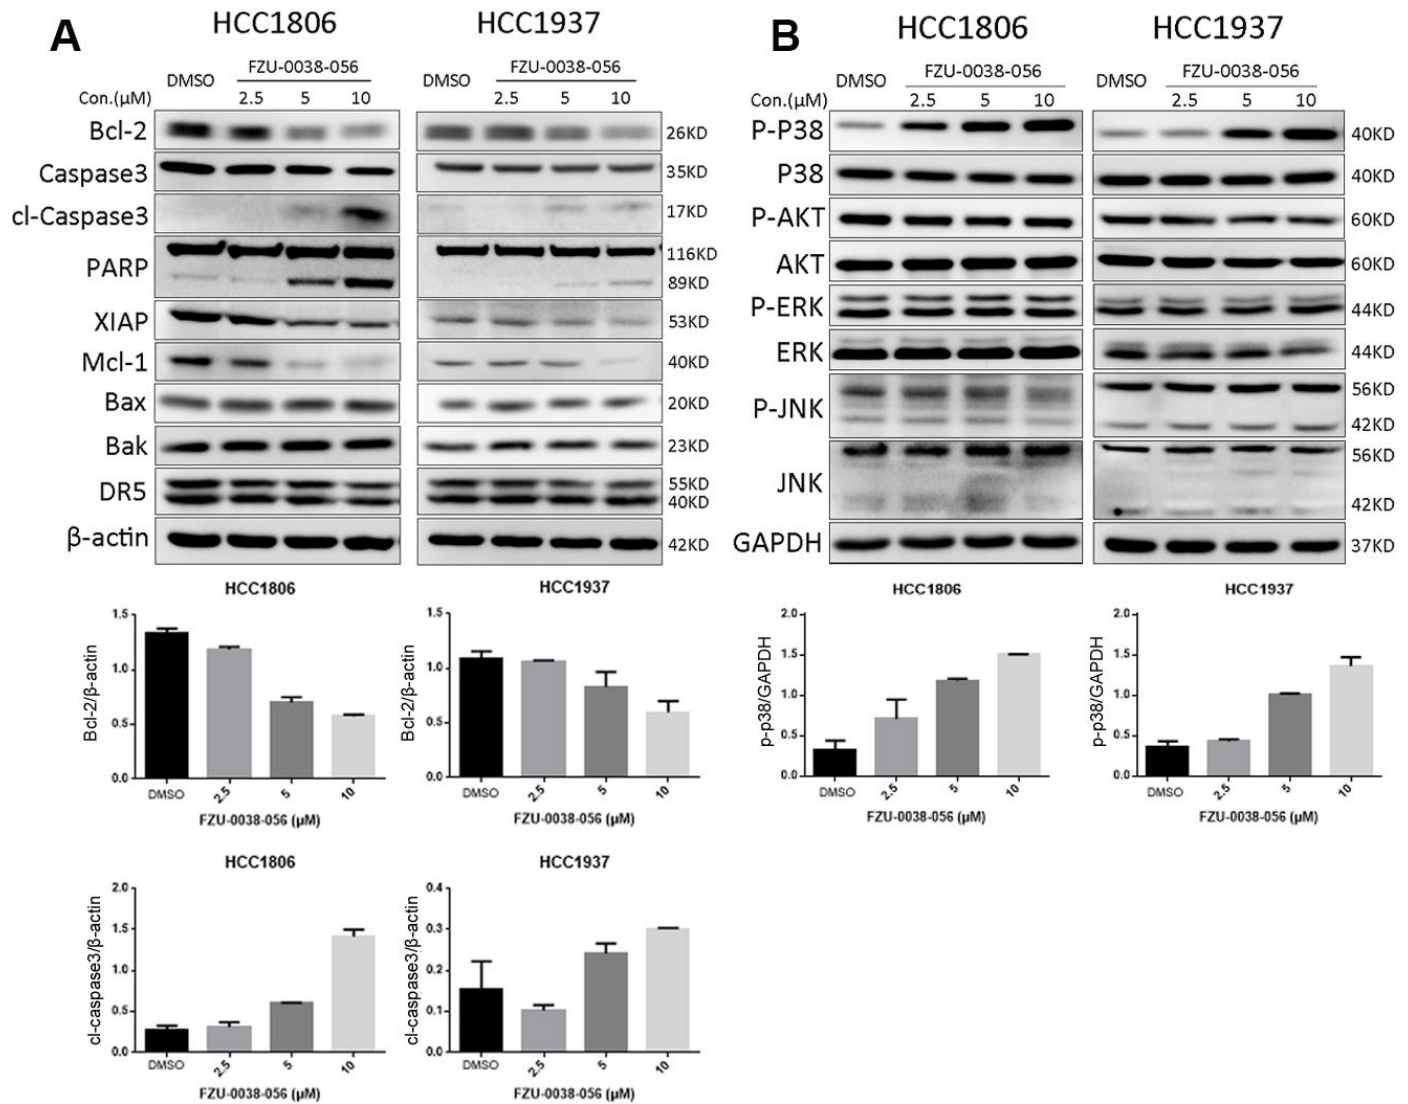 A
HCC1806
HCC1937
DMSO
FZU-0038-056
DMSO
FZU-0038-056
Con.(μM)
2.5
5
10
2.5
5
10
Bcl-2
26KD
Caspase3
35KD
cl-Caspase3
17KD
PARP
116KD
89KD
XIAP
53KD
Mcl-1
40KD
Bax
20KD
Bak
23KD
DR5
55KD
40KD
β-actin
42KD
HCC1806
Bcl-2/β-actin
1.5
1.0
0.5
0.0
DMSO
2.5
5
10
FZU-0038-056 (μM)
HCC1937
Bcl-2/β-actin
1.5
1.0
0.5
0.0
DMSO
2.5
5
10
FZU-0038-056 (μM)
HCC1806
cl-caspase3/β-actin
2.0
1.5
1.0
0.5
0.0
DMSO
2.5
5
10
FZU-0038-056 (μM)
HCC1937
cl-caspase3/β-actin
0.4
0.3
0.2
0.1
0.0
DMSO
2.5
5
10
FZU-0038-056 (μM)
B
HCC1806
HCC1937
DMSO
FZU-0038-056
DMSO
FZU-0038-056
Con.(μM)
2.5
5
10
2.5
5
10
P-P38
40KD
P38
40KD
P-AKT
60KD
AKT
60KD
P-ERK
44KD
ERK
44KD
P-JNK
56KD
42KD
JNK
56KD
42KD
GAPDH
37KD
HCC1806
p-p38/GAPDH
2.0
1.5
1.0
0.5
0.0
DMSO
2.5
5
10
FZU-0038-056 (μM)
HCC1937
p-p38/GAPDH
2.0
1.5
1.0
0.5
0.0
DMSO
2.5
5
10
FZU-0038-056 (μM)